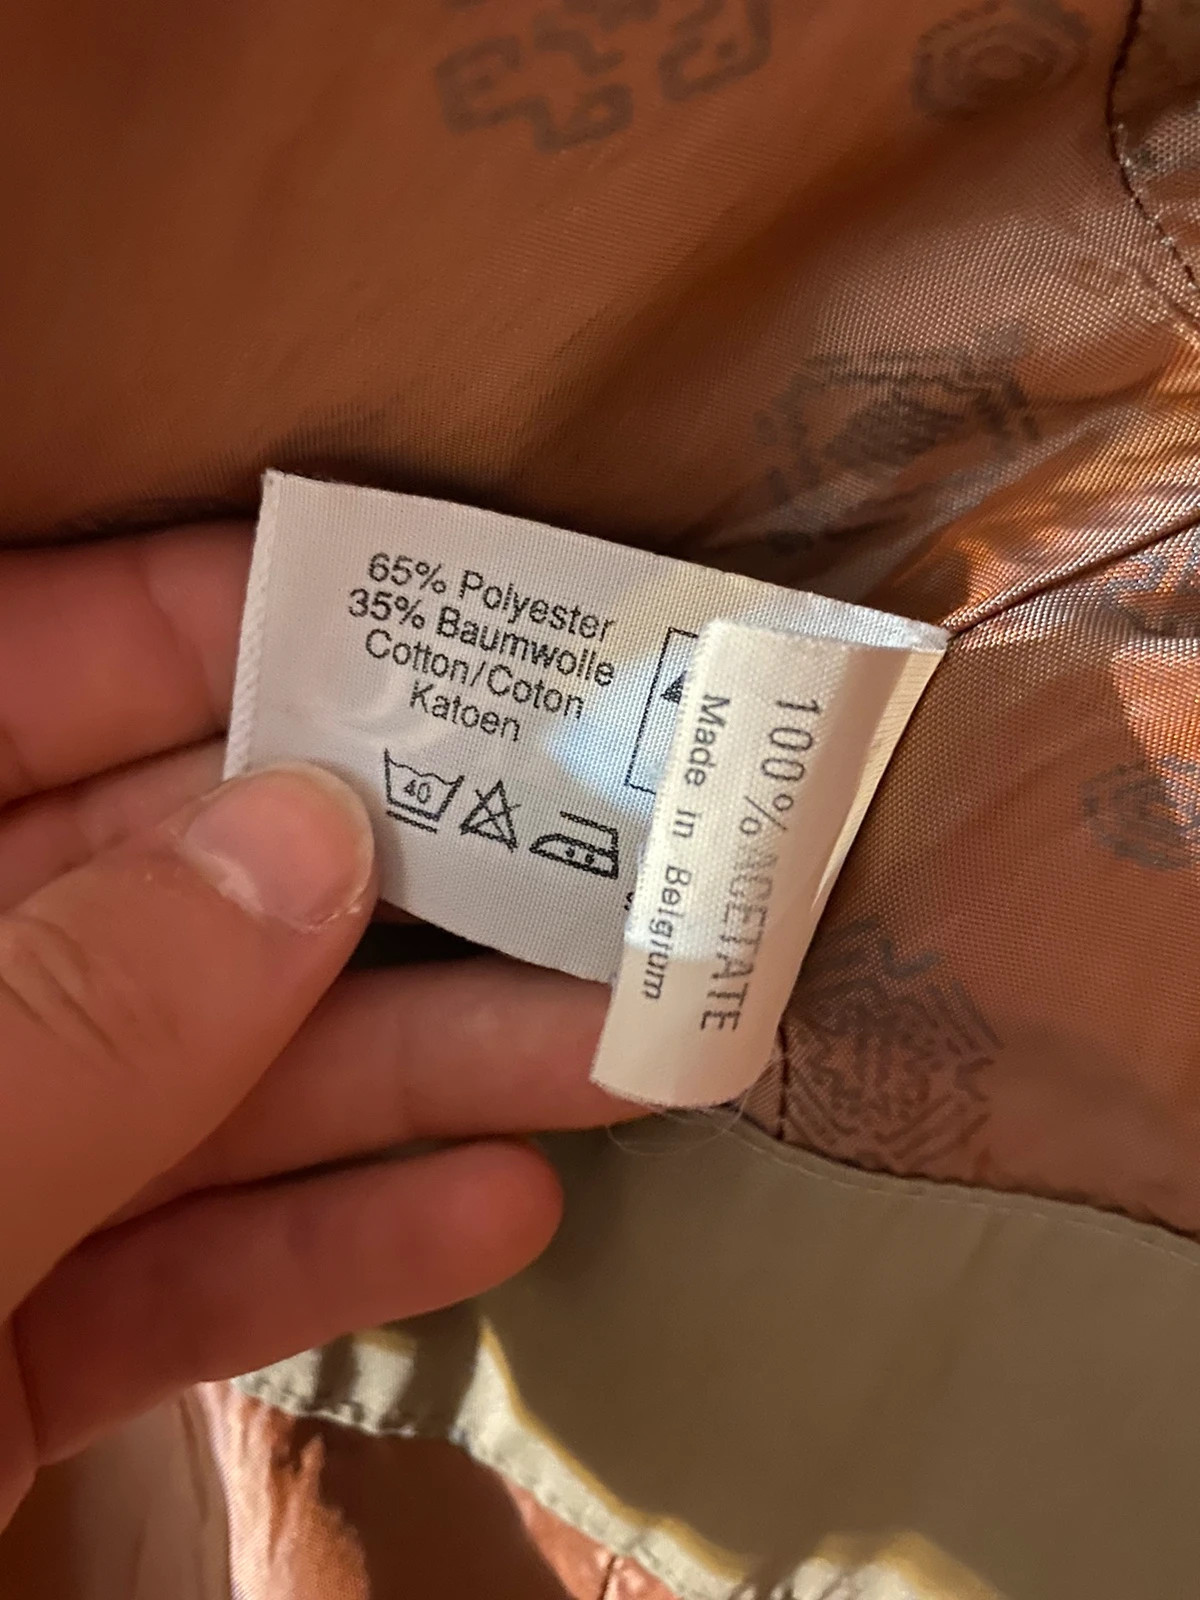 65% Polyester
35% Baumwolle
Cotton/Coton
Katoen
40
100% ACETATE
Made in Belgium